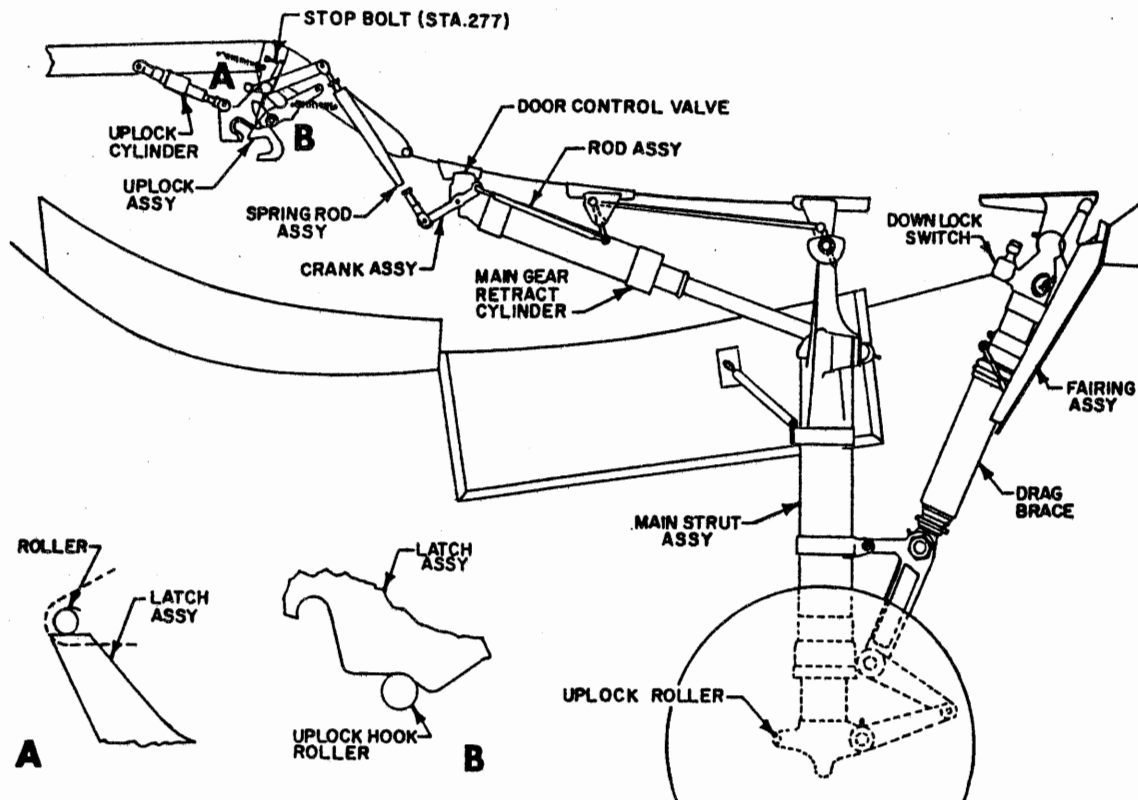 STOP BOLT (STA.277)
A
B
UPLOCK
CYLINDER
UPLOCK
ASSY
DOOR CONTROL VALVE
ROD ASSY
SPRING ROD
ASSY
CRANK ASSY
MAIN GEAR
RETRACT
CYLINDER
DOWN LOCK
SWITCH
FAIRING
ASSY
DRAG
BRACE
MAIN STRUT
ASSY
ROLLER
LATCH
ASSY
A
LATCH
ASSY
UPLOCK HOOK
ROLLER
B
UPLOCK ROLLER